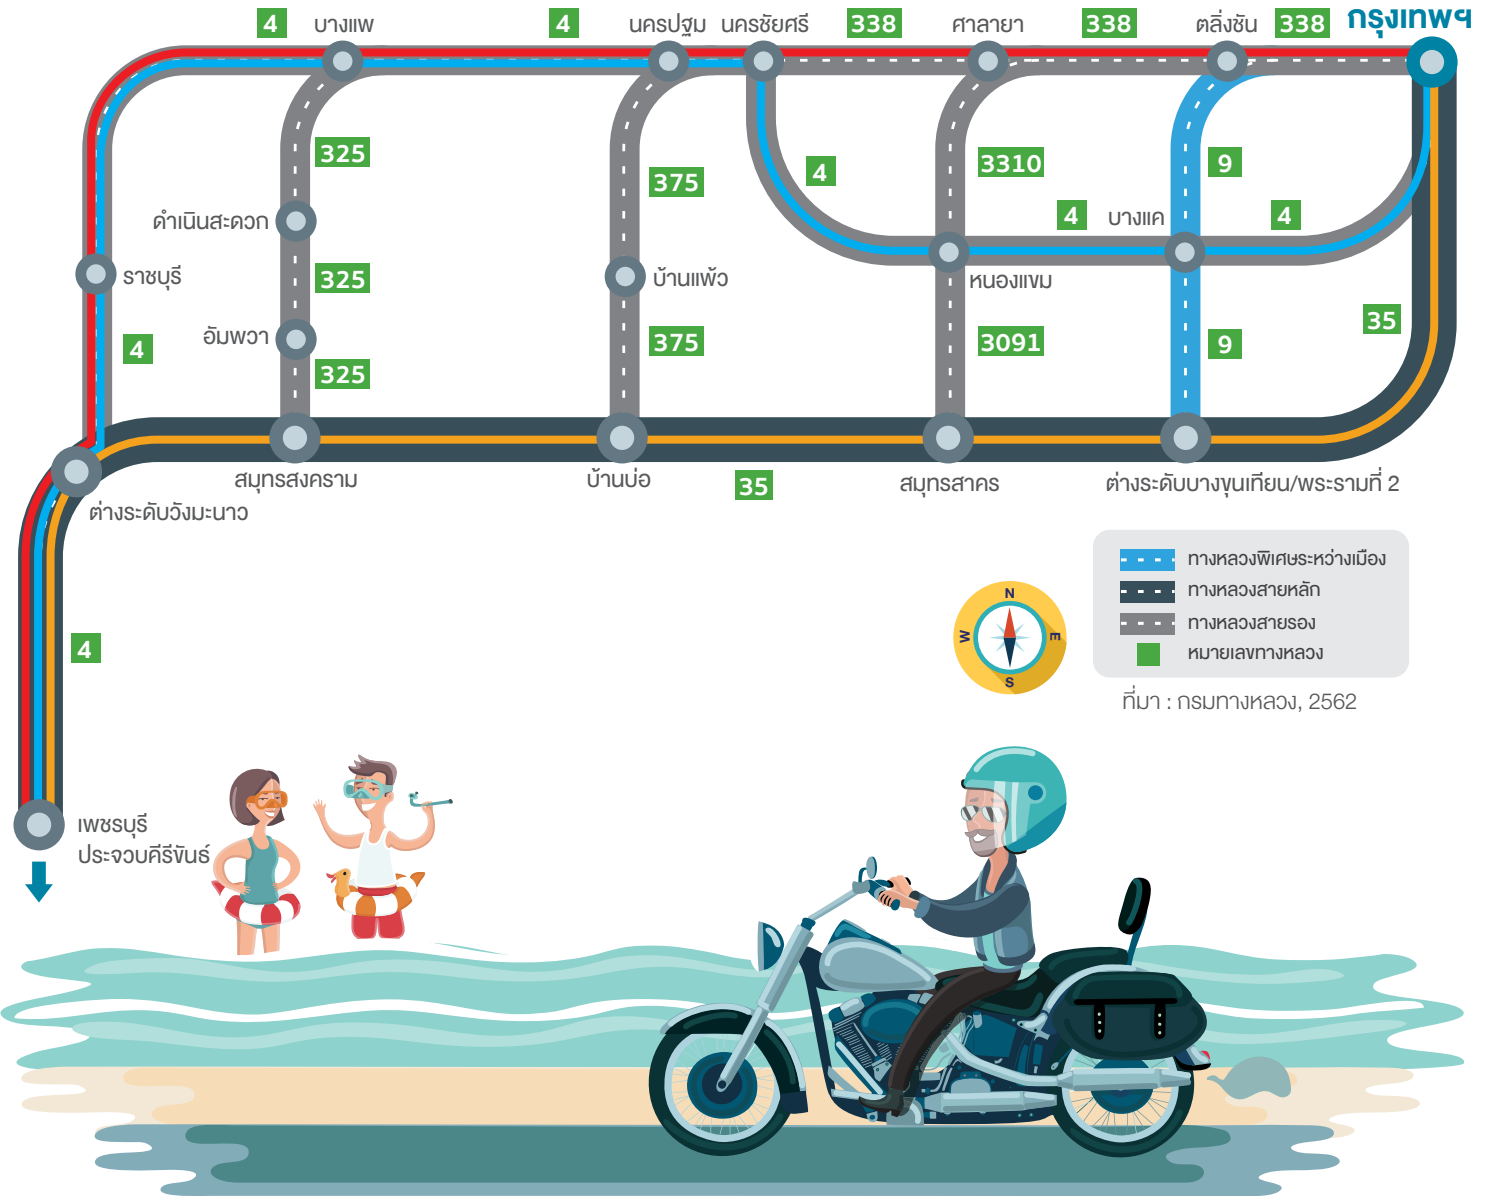 4
บางแพ
4
นครปฐม
นครชัยศรี
338
ศาลายา
338
ตลิ่งชัน
338
กรุงเทพฯ
325
375
4
3310
9
ดำเนินสะดวก
4
บางแค
4
ราชบุรี
325
บ้านแพ้ว
หนองแขม
อัมพวา
4
325
375
3091
9
35
สมุทรสงคราม
บ้านบ่อ
35
สมุทรสาคร
ต่างระดับบางขุนเทียน/พระรามที่ 2
ต่างระดับวังมะนาว
4
N
W
E
S
ทางหลวงพิเศษระหว่างเมือง
ทางหลวงสายหลัก
ทางหลวงสายรอง
หมายเลขทางหลวง
ที่มา : กรมทางหลวง, 2562
เพชรบุรี
ประจวบคีรีขันธ์